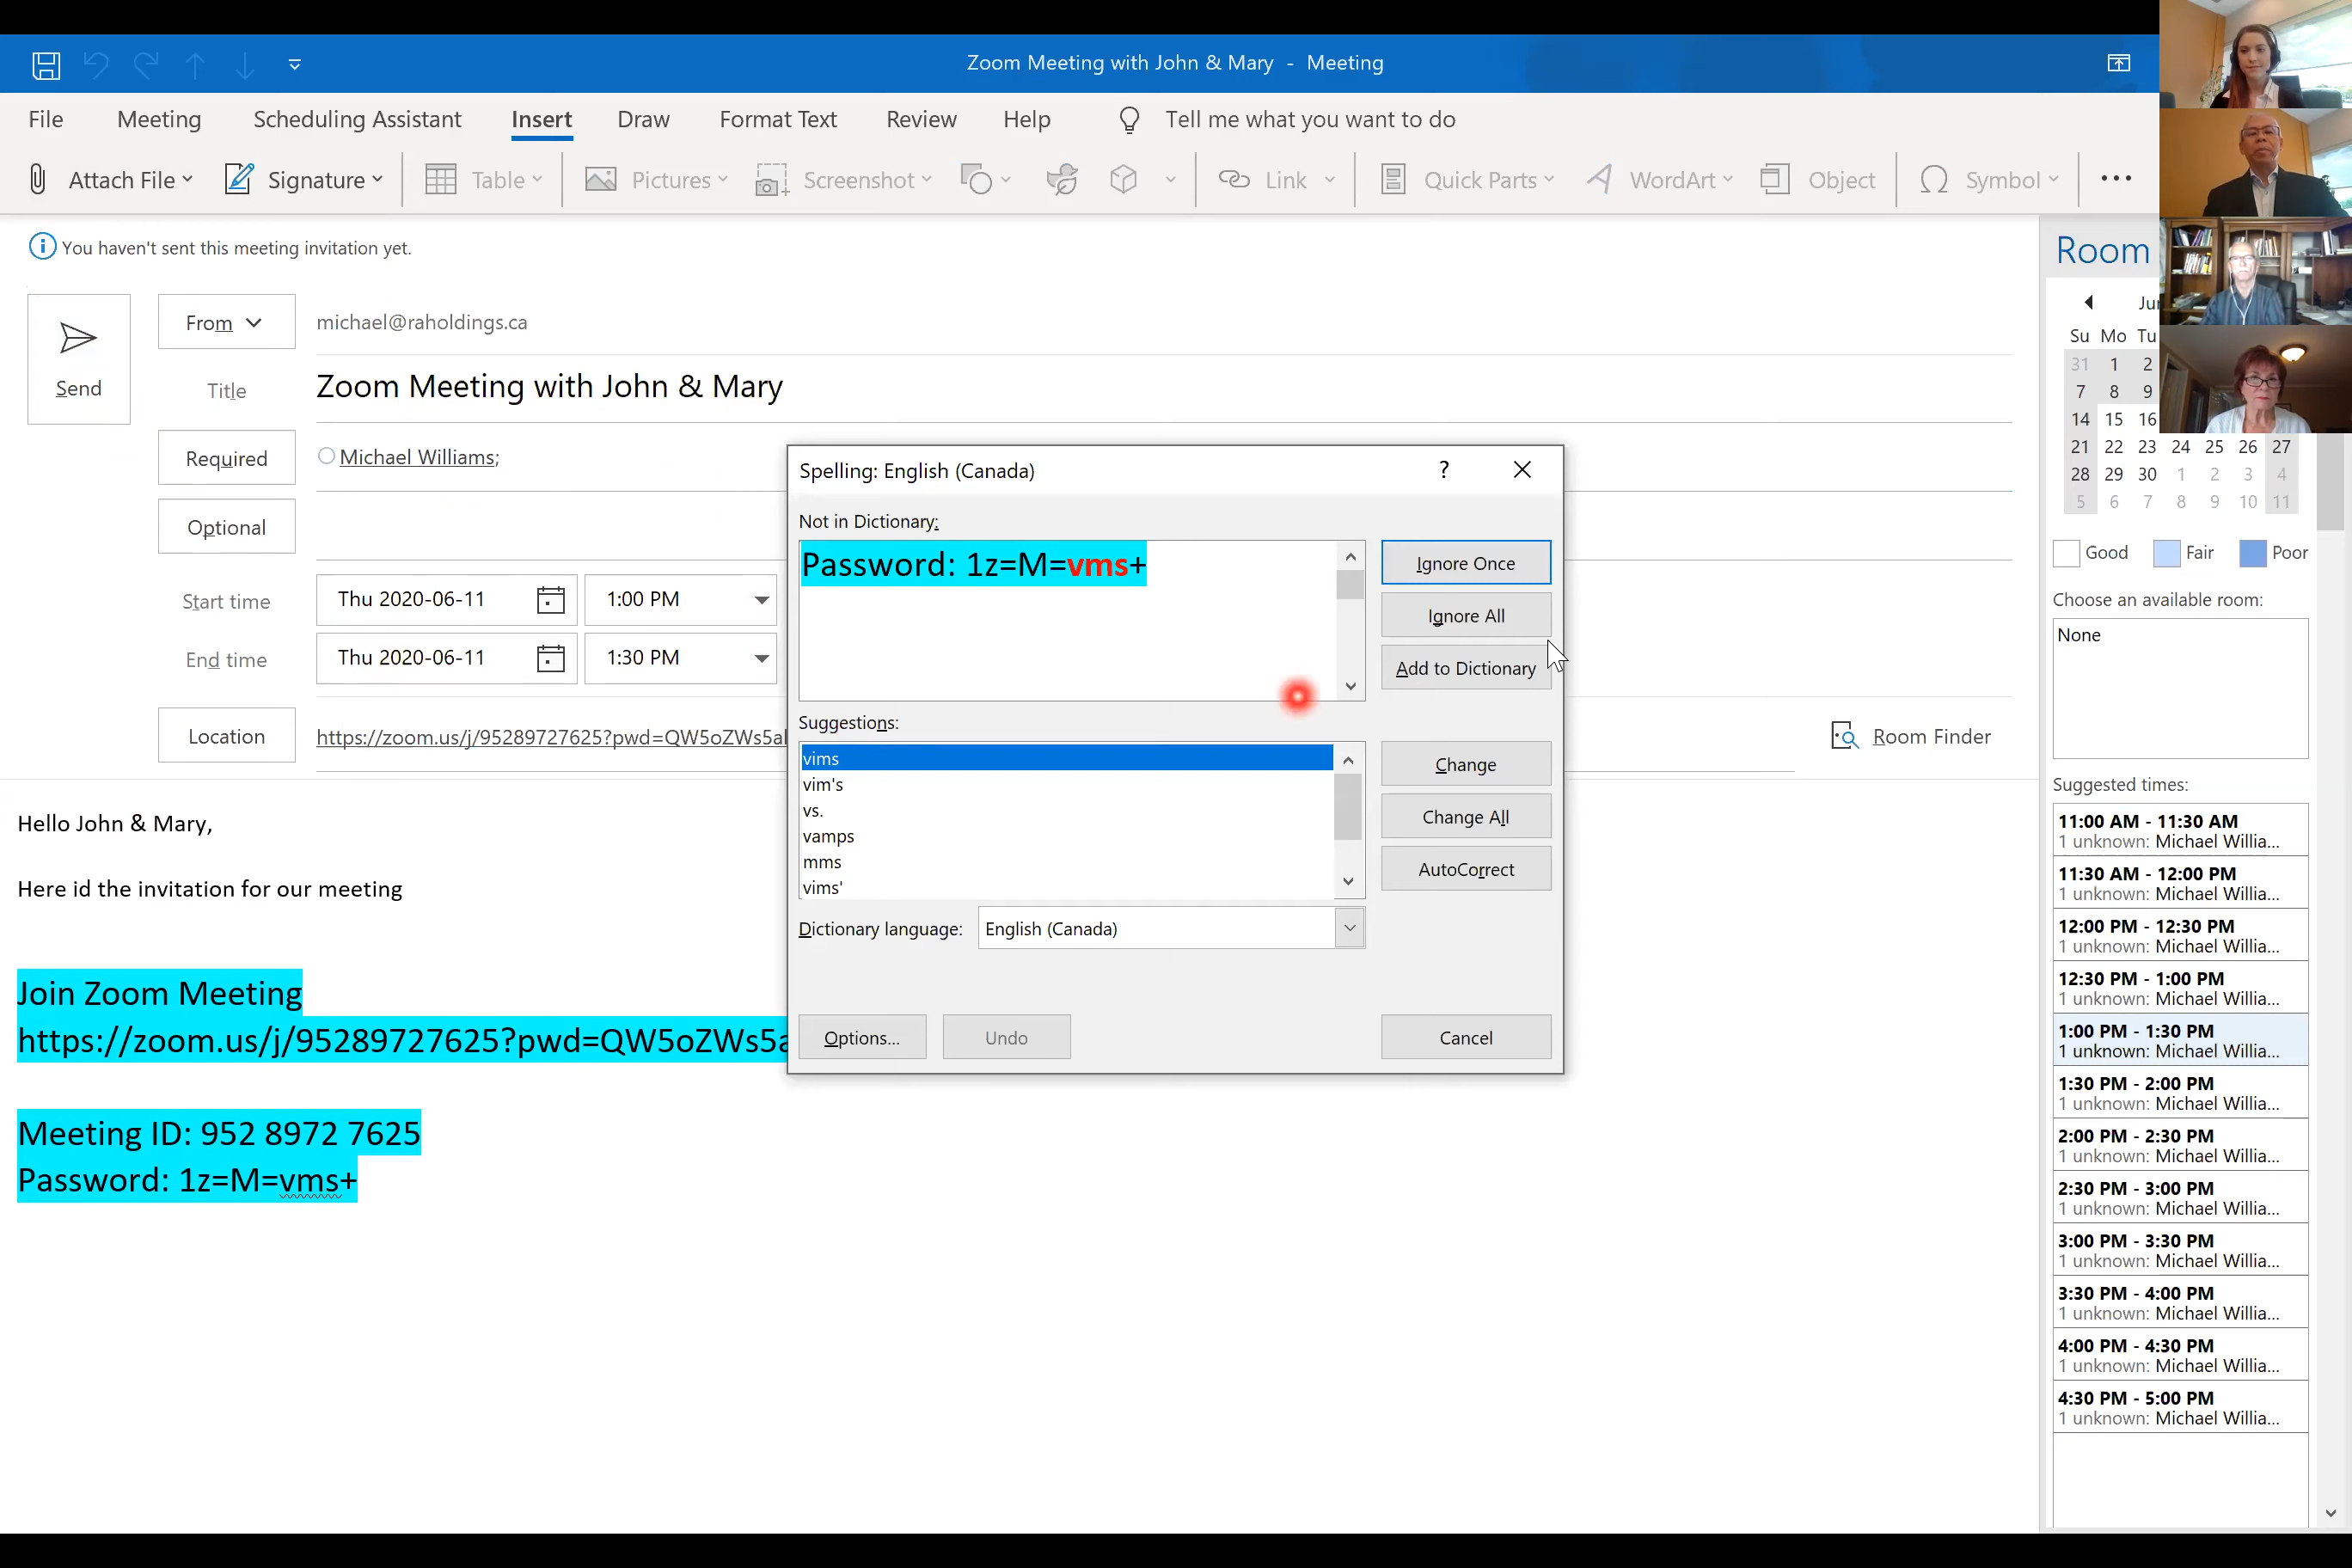 Zoom Meeting with John & Mary - Meeting
File Meeting Scheduling Assistant Insert Draw Format Text Review Help Tell me what you want to do
Attach File Signature Table Pictures Screenshot Link Quick Parts WordArt Object Symbol
You haven't sent this meeting invitation yet.
Send
From michael@raholdings.ca
Title Zoom Meeting with John & Mary
Required Michael Williams;
Optional
Start time Thu 2020-06-11 1:00 PM
End time Thu 2020-06-11 1:30 PM
Location https://zoom.us/j/95289727625?pwd=QW5oZWs5a
Room Finder
Hello John & Mary,
Here id the invitation for our meeting
Join Zoom Meeting
https://zoom.us/j/95289727625?pwd=QW5oZWs5a
Meeting ID: 952 8972 7625
Password: 1z=M=vms+
Spelling: English (Canada) ?
Not in Dictionary:
Password: 1z=M=vms+
Ignore Once
Ignore All
Add to Dictionary
Suggestions:
vims
vim's
vs.
vamps
mms
vims'
Change
Change All
AutoCorrect
Dictionary language: English (Canada)
Options... Undo Cancel
Room
Su Mo Tu
31 1 2
7 8 9
14 15 16
21 22 23 24 25 26 27
28 29 30 1 2 3 4
5 6 7 8 9 10 11
Good Fair Poor
Choose an available room:
None
Suggested times:
11:00 AM - 11:30 AM
1 unknown: Michael Willia...
11:30 AM - 12:00 PM
1 unknown: Michael Willia...
12:00 PM - 12:30 PM
1 unknown: Michael Willia...
12:30 PM - 1:00 PM
1 unknown: Michael Willia...
1:00 PM - 1:30 PM
1 unknown: Michael Willia...
1:30 PM - 2:00 PM
1 unknown: Michael Willia...
2:00 PM - 2:30 PM
1 unknown: Michael Willia...
2:30 PM - 3:00 PM
1 unknown: Michael Willia...
3:00 PM - 3:30 PM
1 unknown: Michael Willia...
3:30 PM - 4:00 PM
1 unknown: Michael Willia...
4:00 PM - 4:30 PM
1 unknown: Michael Willia...
4:30 PM - 5:00 PM
1 unknown: Michael Willia...